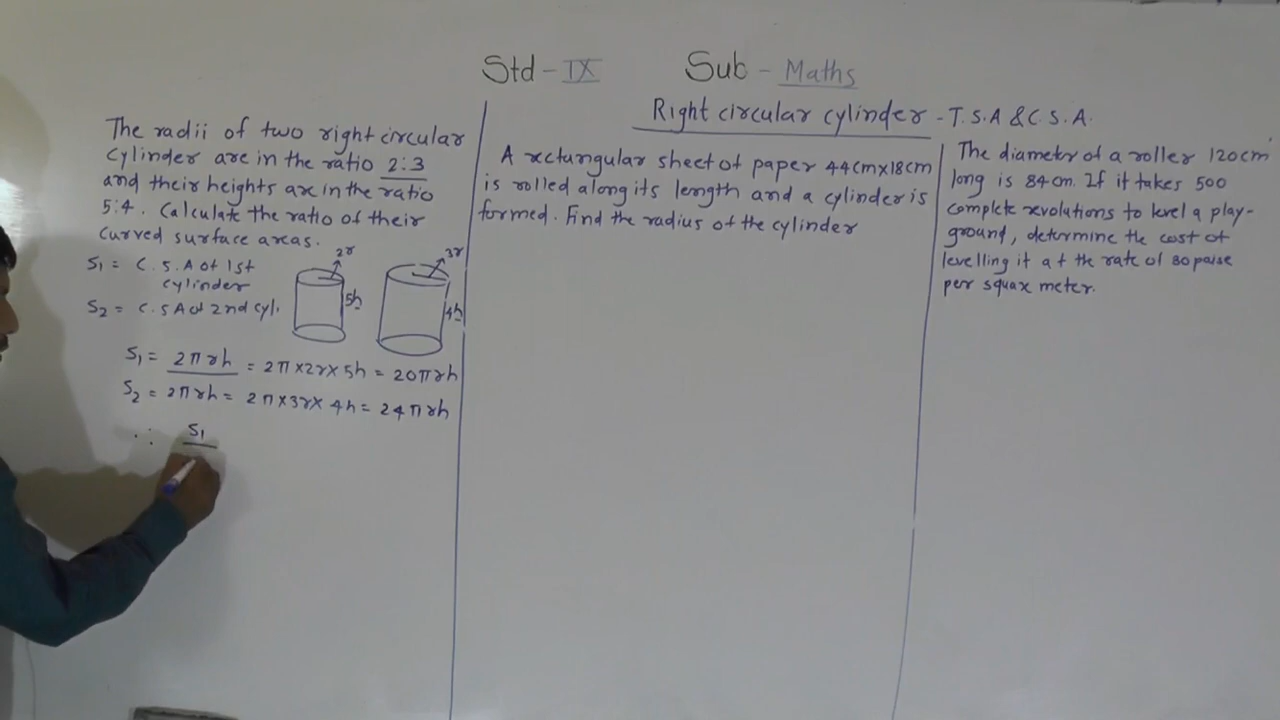 Std - IX Sub - Maths
Right circular cylinder - T.S.A & C.S.A.
The radii of two right circular
cylinder are in the ratio 2:3
and their heights are in the ratio
5:4. Calculate the ratio of their
curved surface areas.
S1 = C.S.A of 1st
cylinder
S2 = C.S A of 2nd cyl.
2r
5h
3r
4h
S1 = 2πrh = 2π×2r×5h = 20πrh
S2 = 2πrh = 2π×3r×4h = 24πrh
∴ S1
A rectangular sheet of paper 44cm×18cm
is rolled along its length and a cylinder is
formed. Find the radius of the cylinder
The diameter of a roller 120cm
long is 84cm. If it takes 500
complete revolutions to level a play-
ground, determine the cost of
levelling it at the rate of 80 paise
per square meter.